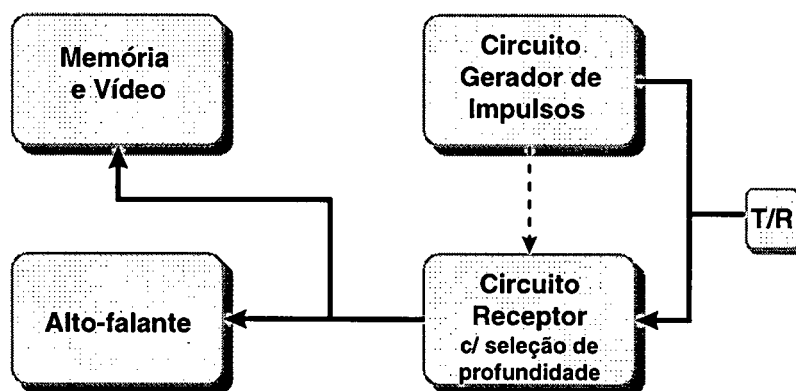 Memória
e Vídeo
Circuito
Gerador de
Impulsos
T/R
Alto-falante
Circuito
Receptor
c/ seleção de
profundidade